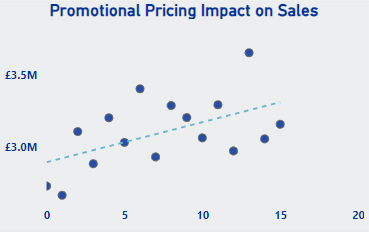 Promotional Pricing Impact on Sales
£3.5M
£3.0M
0 5 10 15 20